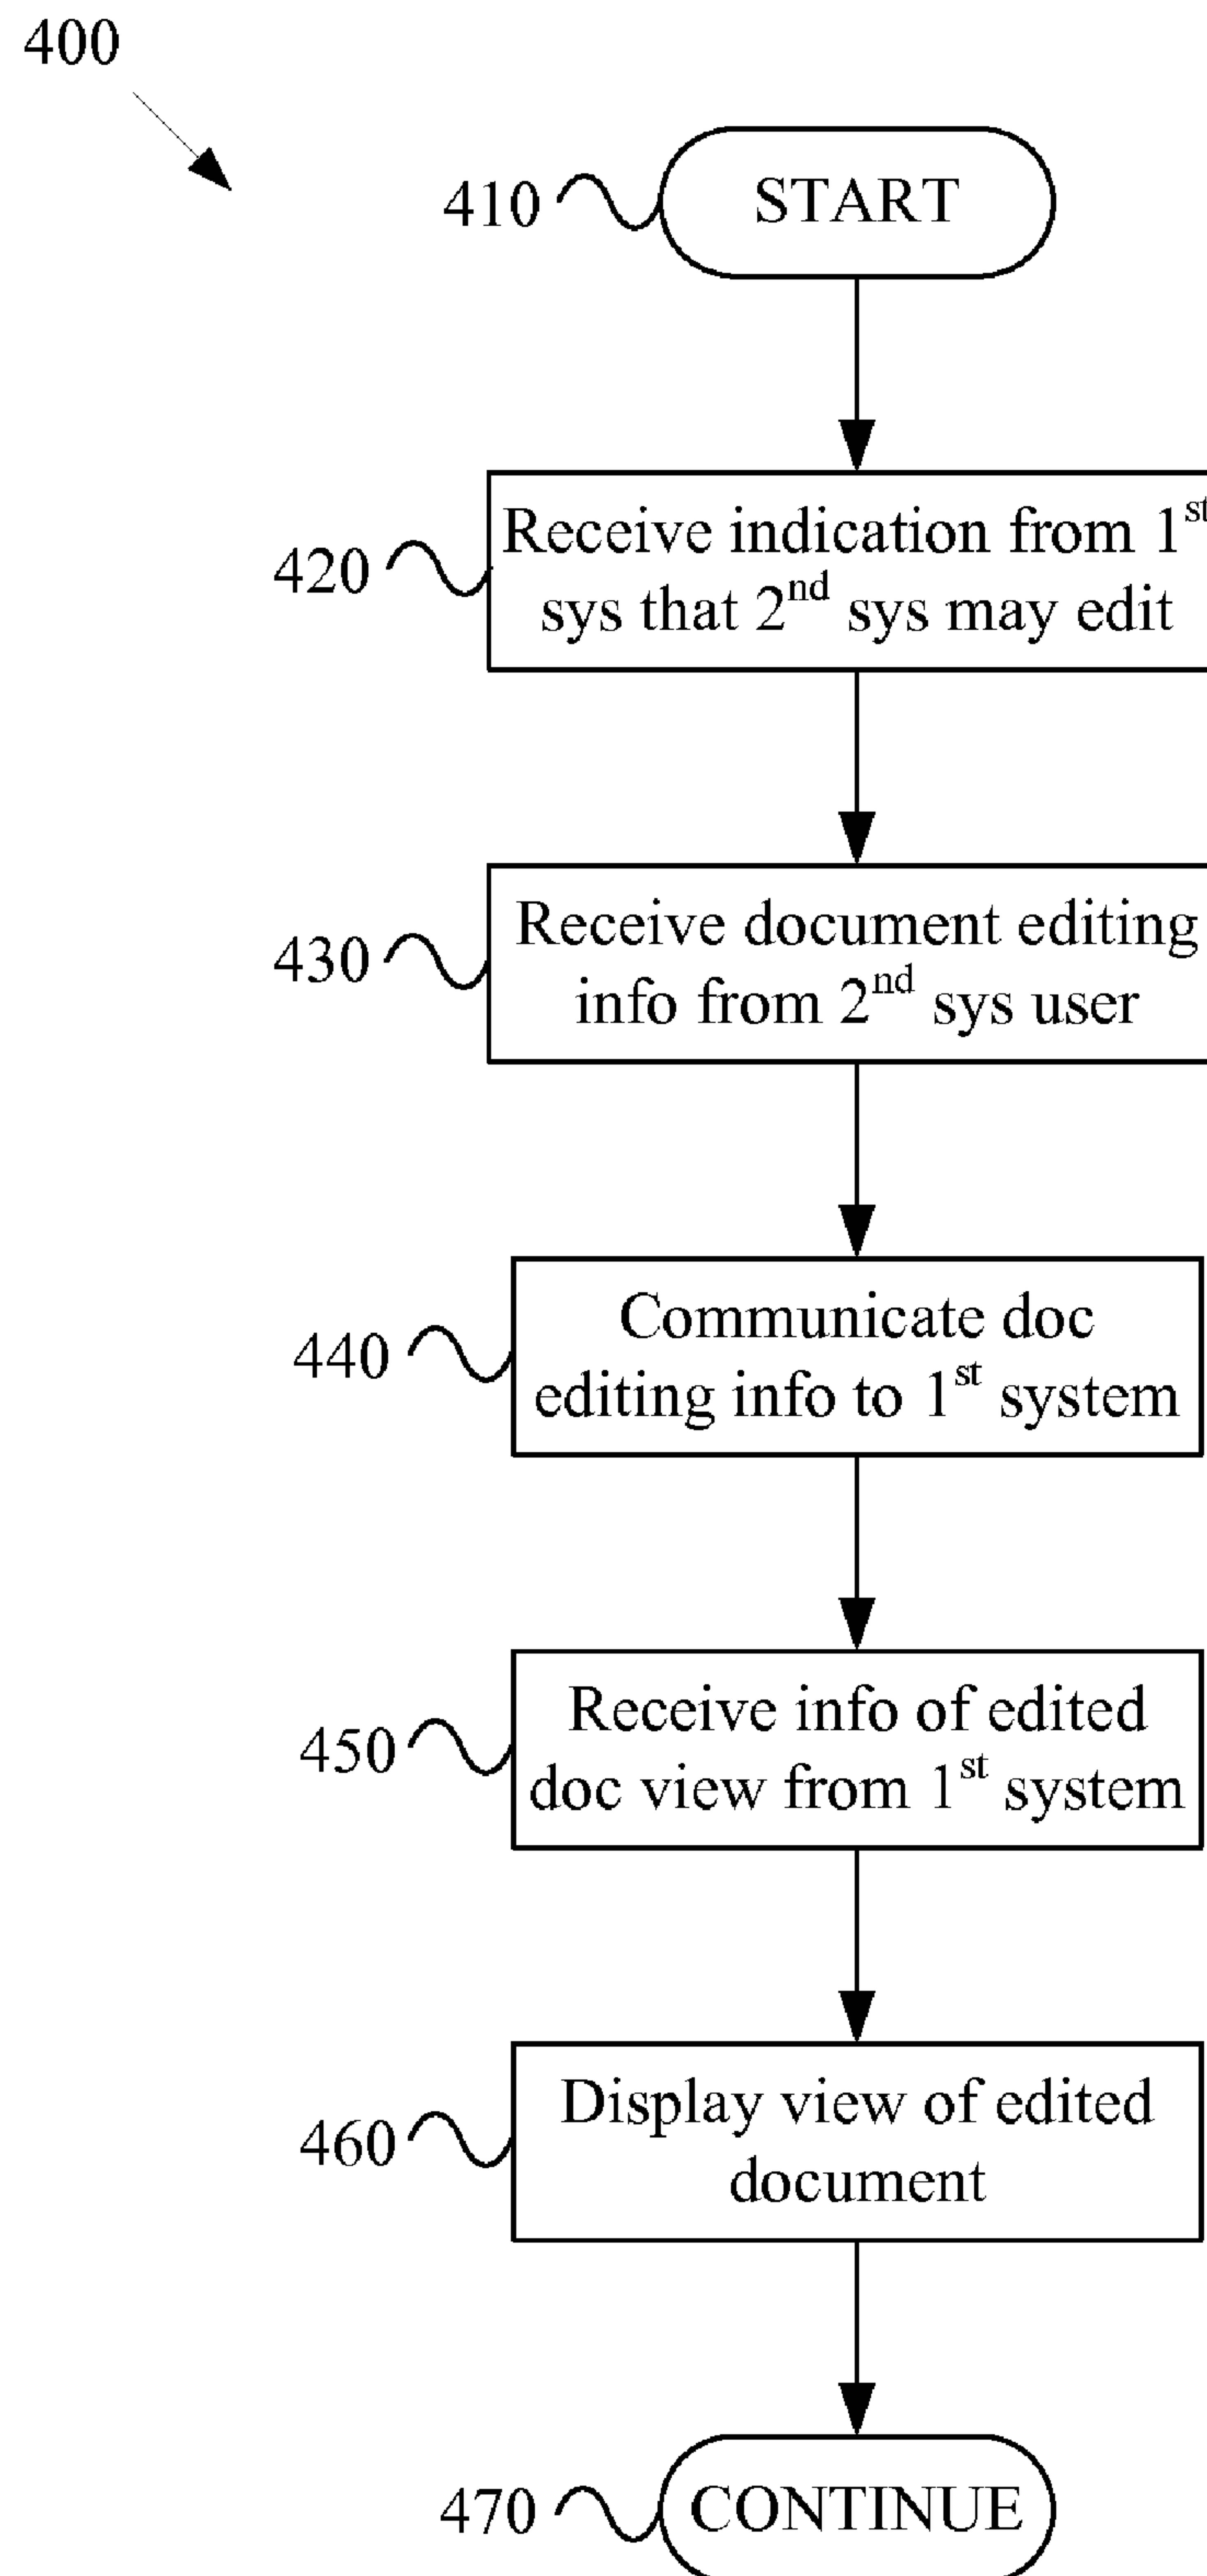 400
410
START
420
Receive indication from 1st
sys that 2nd sys may edit
430
Receive document editing
info from 2nd sys user
440
Communicate doc
editing info to 1st system
450
Receive info of edited
doc view from 1st system
460
Display view of edited
document
470
CONTINUE